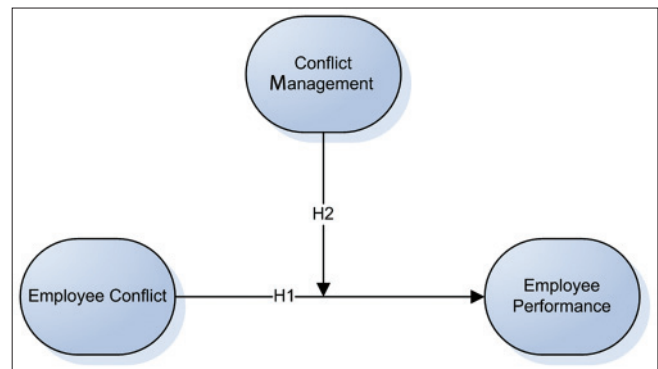 Conflict
Management
H2
Employee Conflict
H1
Employee
Performance